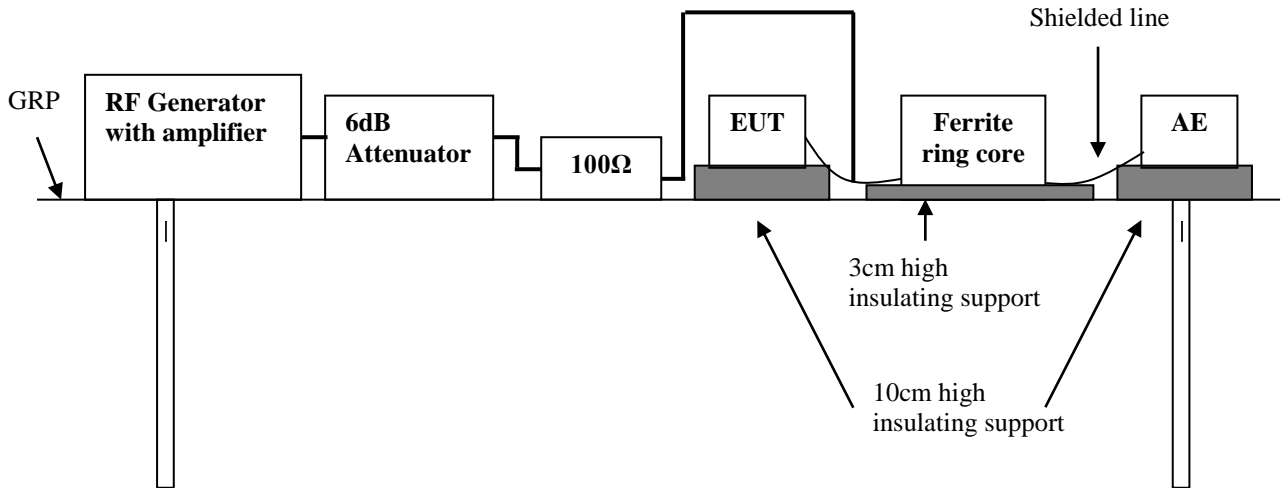 Shielded line
GRP
RF Generator
with amplifier
6dB
Attenuator
100Ω
EUT
Ferrite
ring core
AE
3cm high
insulating support
10cm high
insulating support